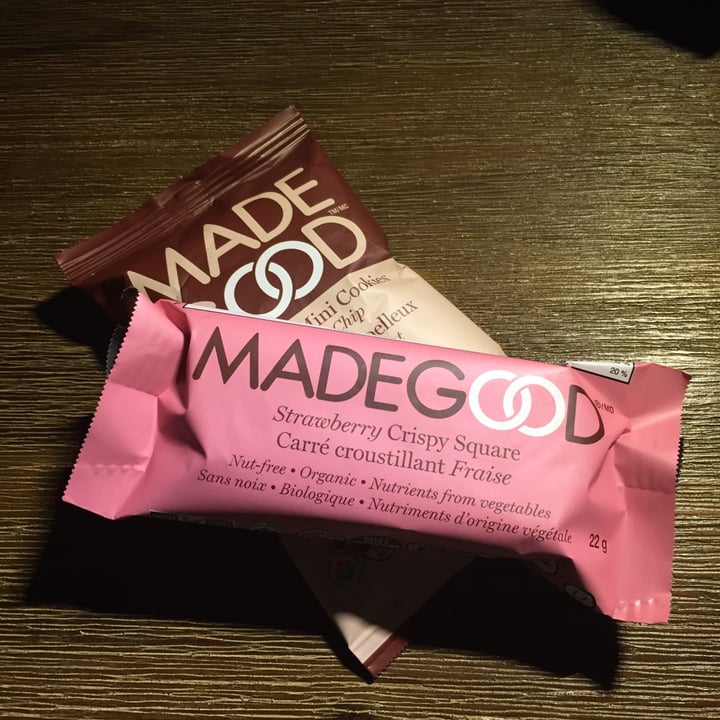 MADE
GOOD
TM/MC
Mini Cookies
Chip
MADEGOOD
®/MD
20 %
Strawberry Crispy Square
Carré croustillant Fraise
Nut-free • Organic • Nutrients from vegetables
Sans noix • Biologique • Nutriments d'origine végétale
22 g